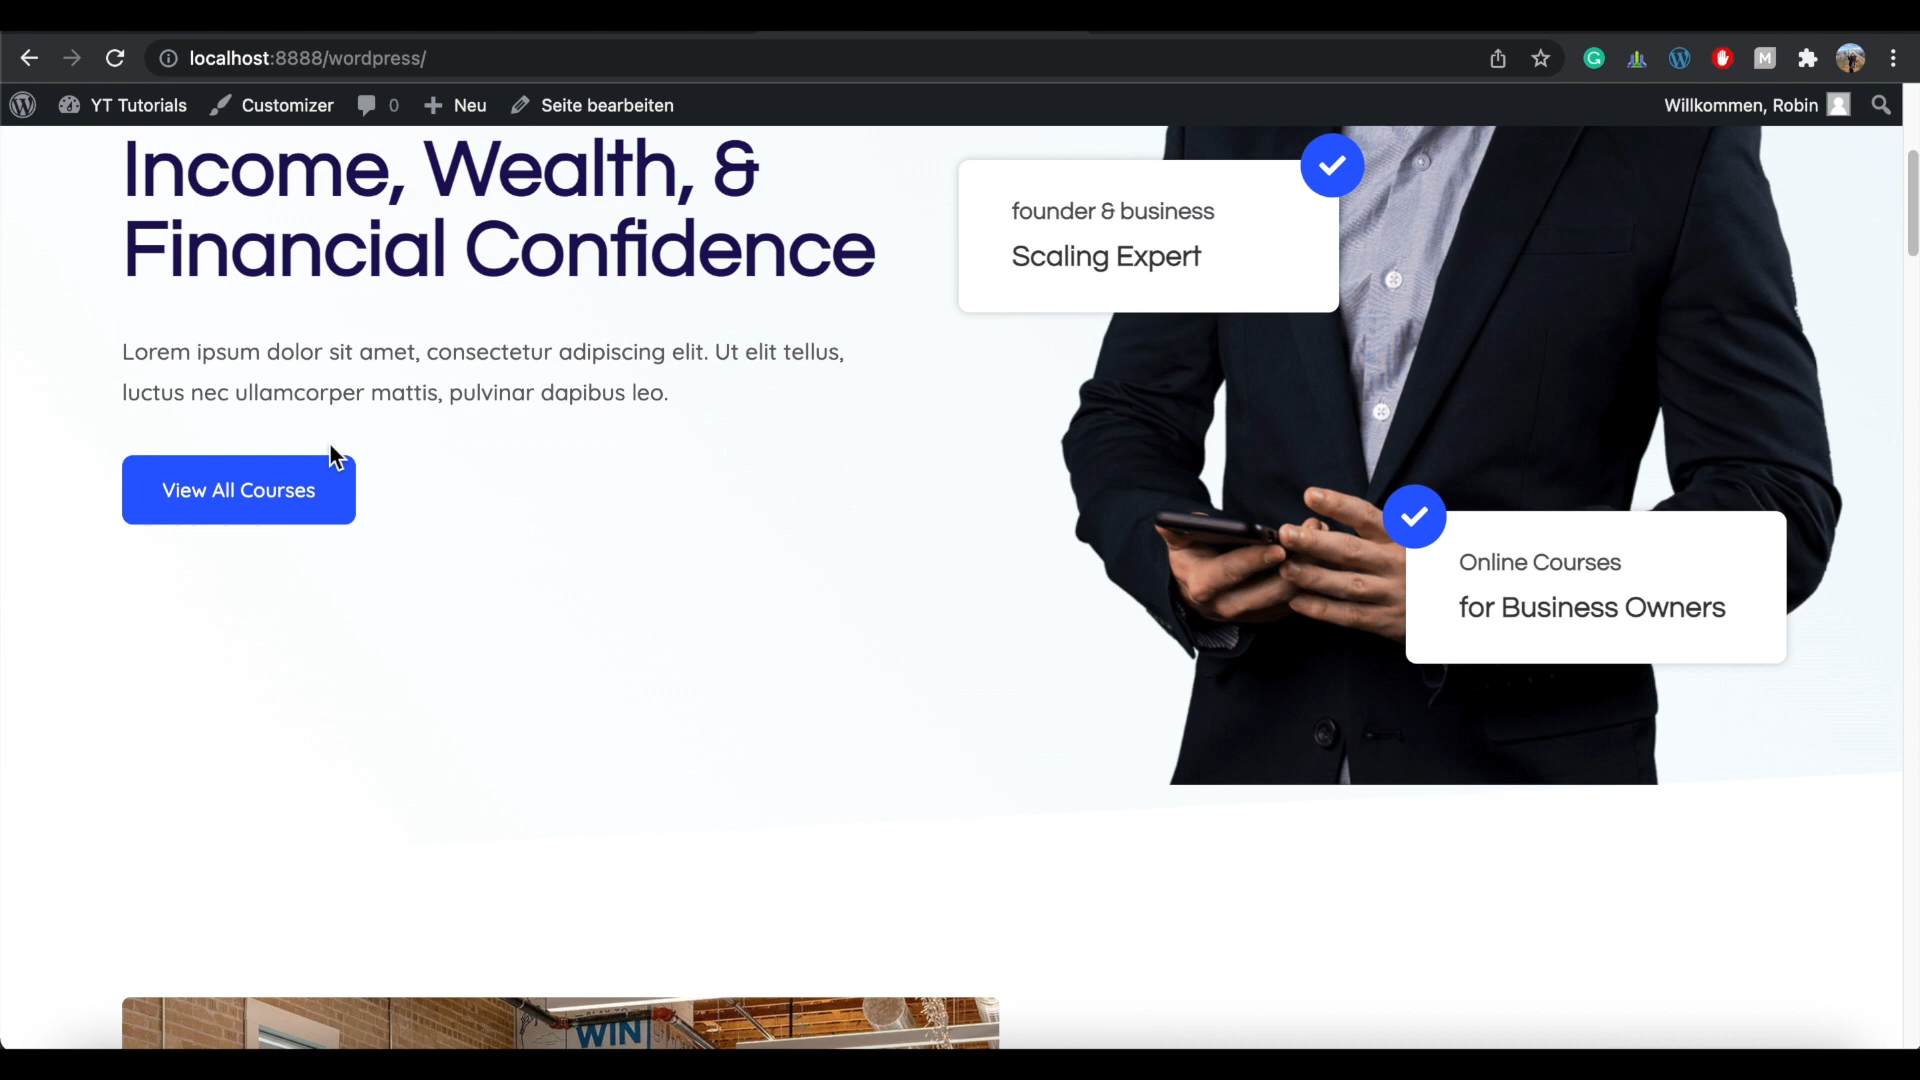 localhost:8888/wordpress/
G
M
YT Tutorials
Customizer
0
Neu
Seite bearbeiten
Willkommen, Robin
Income, Wealth, &
Financial Confidence
Lorem ipsum dolor sit amet, consectetur adipiscing elit. Ut elit tellus,
luctus nec ullamcorper mattis, pulvinar dapibus leo.
View All Courses
founder & business
Scaling Expert
Online Courses
for Business Owners
WIN